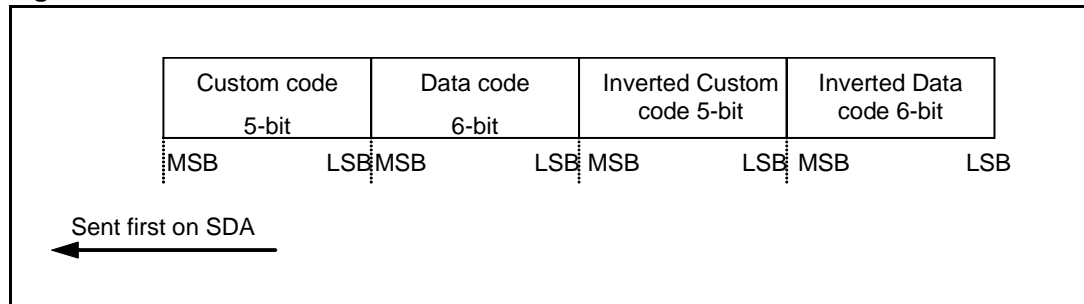 Custom code
5-bit
Data code
6-bit
Inverted Custom
code 5-bit
Inverted Data
code 6-bit
MSB LSB MSB LSB MSB LSB MSB LSB
Sent first on SDA